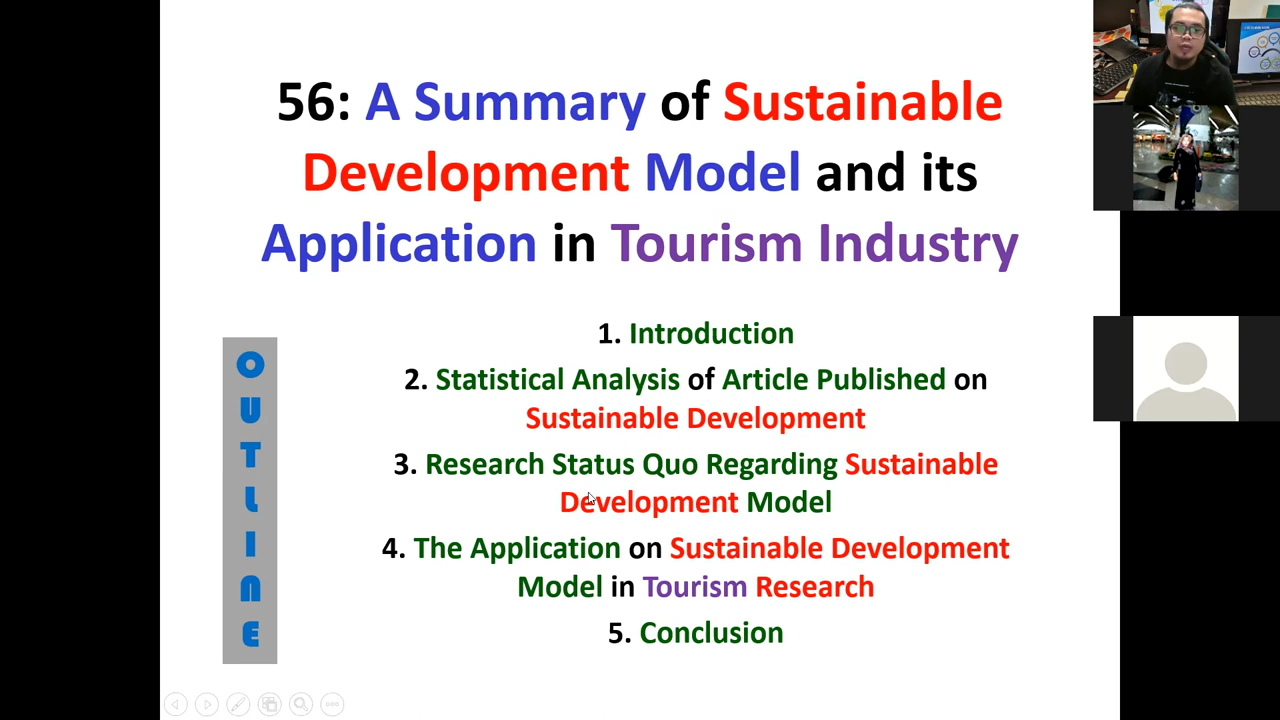 56: A Summary of Sustainable
Development Model and its
Application in Tourism Industry
OUTLINE
1. Introduction
2. Statistical Analysis of Article Published on
Sustainable Development
3. Research Status Quo Regarding Sustainable
Development Model
4. The Application on Sustainable Development
Model in Tourism Research
5. Conclusion